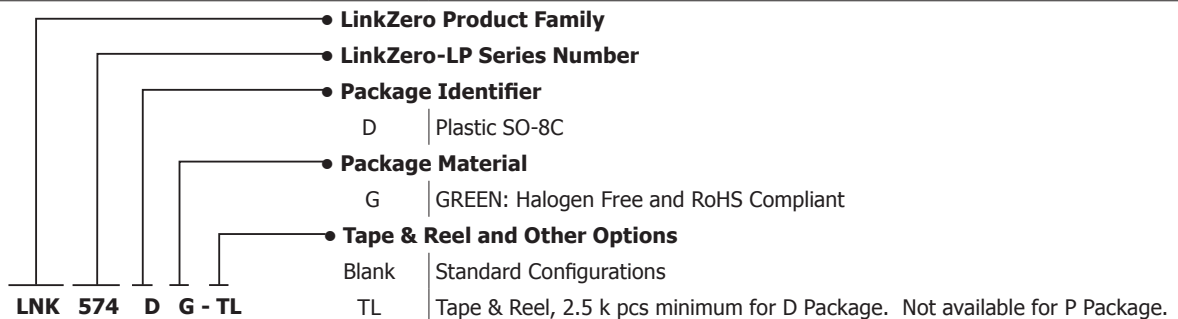 • LinkZero Product Family
• LinkZero-LP Series Number
• Package Identifier
D Plastic SO-8C
• Package Material
G GREEN: Halogen Free and RoHS Compliant
• Tape & Reel and Other Options
Blank Standard Configurations
LNK 574 D G - TL
TL Tape & Reel, 2.5 k pcs minimum for D Package. Not available for P Package.